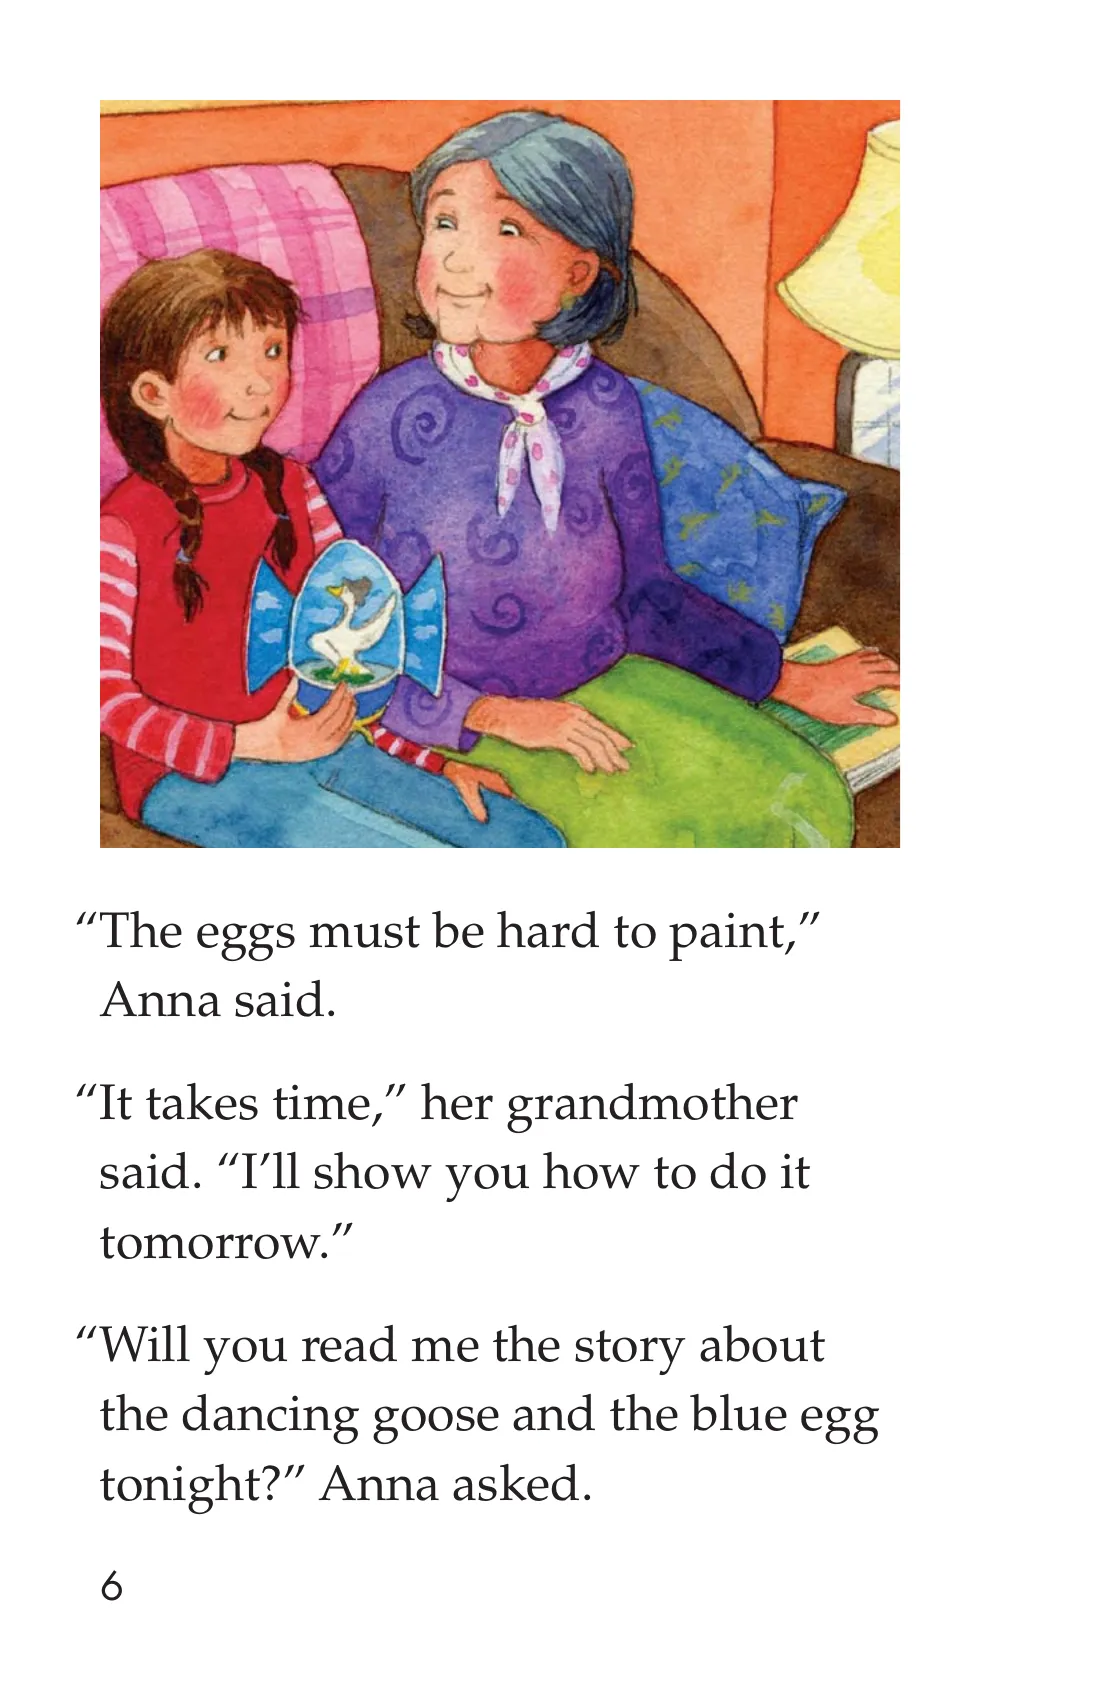 “The eggs must be hard to paint,”
Anna said.
“It takes time,” her grandmother
said. “I’ll show you how to do it
tomorrow.”
“Will you read me the story about
the dancing goose and the blue egg
tonight?” Anna asked.
6